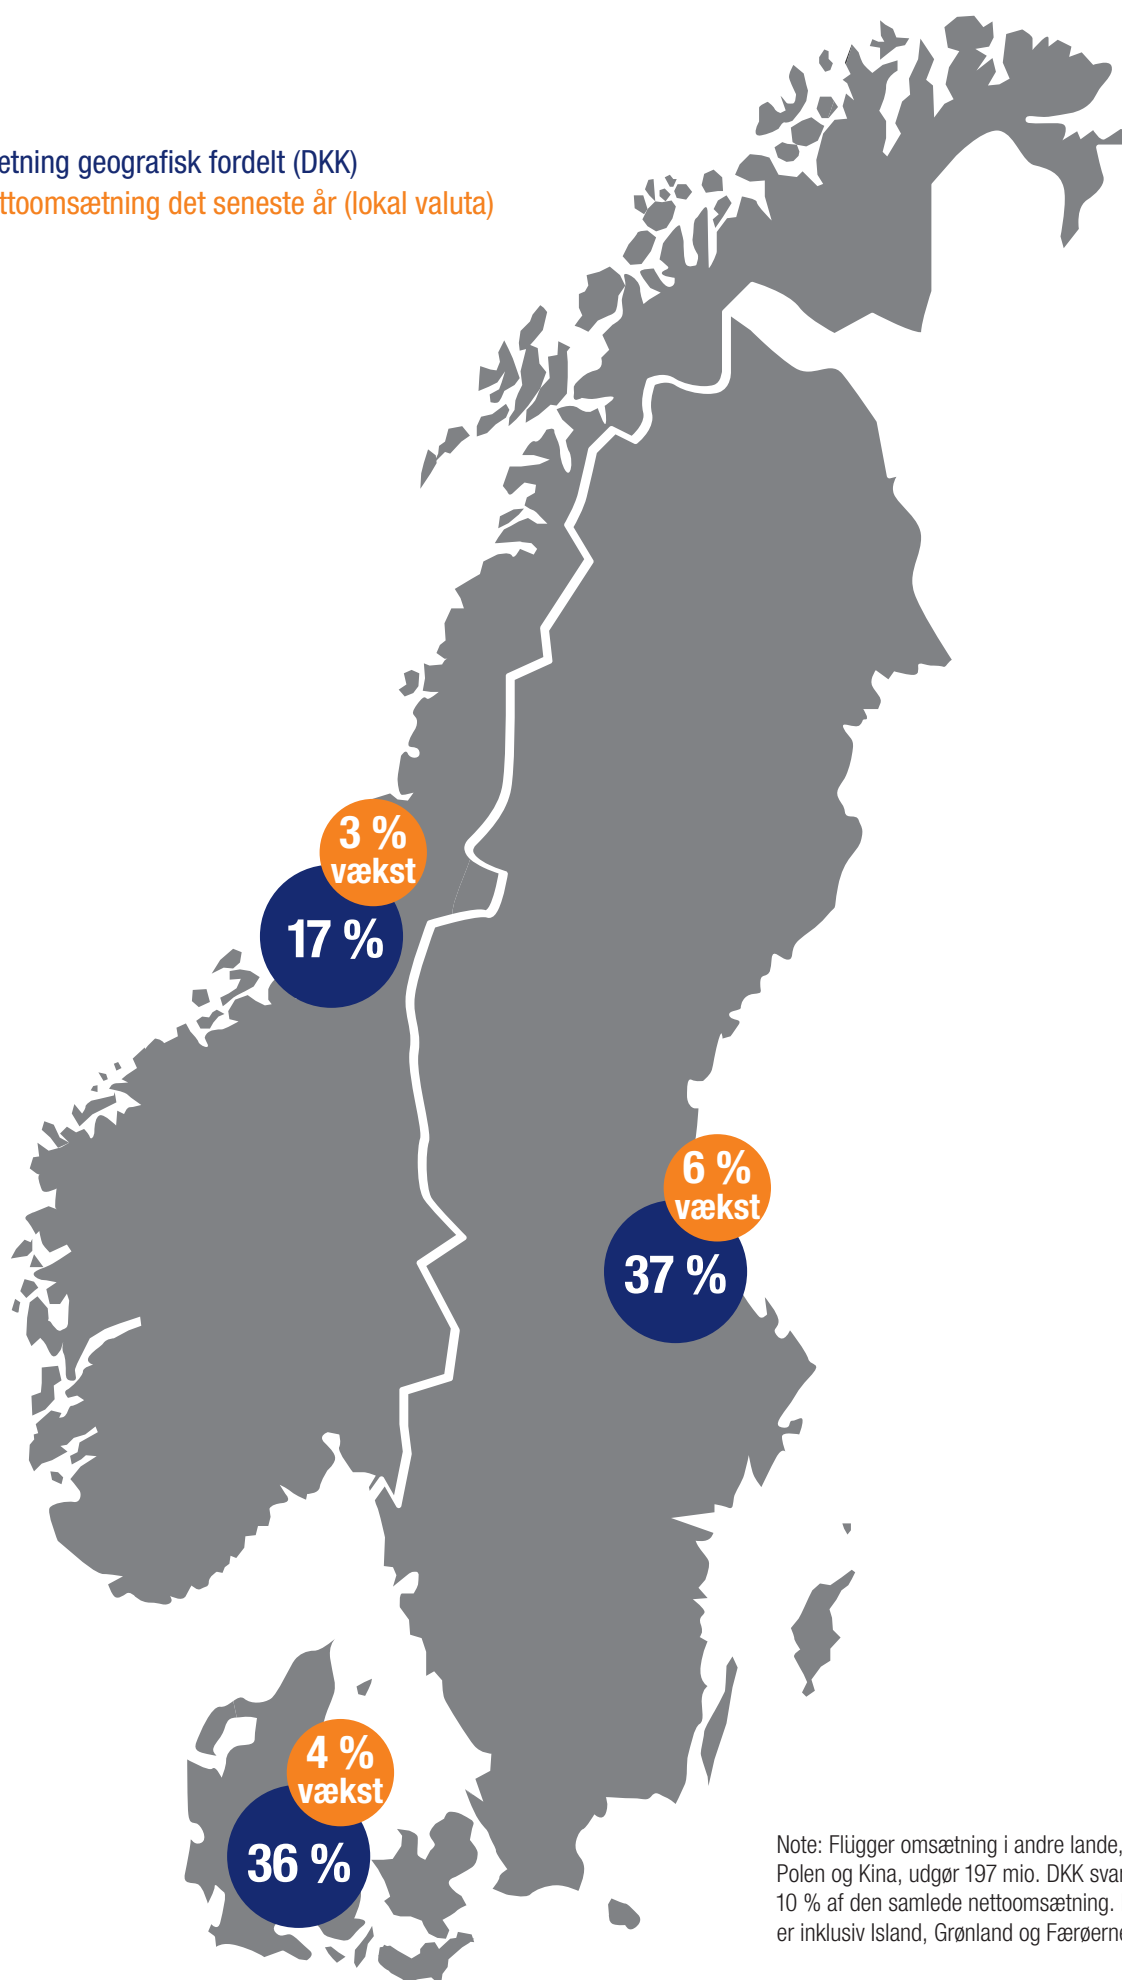 etning geografisk fordelt (DKK)
ttoomsætning det seneste år (lokal valuta)
3 %
vækst
17 %
6 %
vækst
37 %
4 %
vækst
36 %
Note: Flügger omsætning i andre lande,
Polen og Kina, udgør 197 mio. DKK svar
10 % af den samlede nettoomsætning.
er inklusiv Island, Grønland og Færøerne